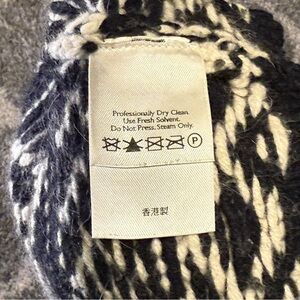 Professionally Dry Clean.
Use Fresh Solvent.
Do Not Press, Steam Only.
P
香港製